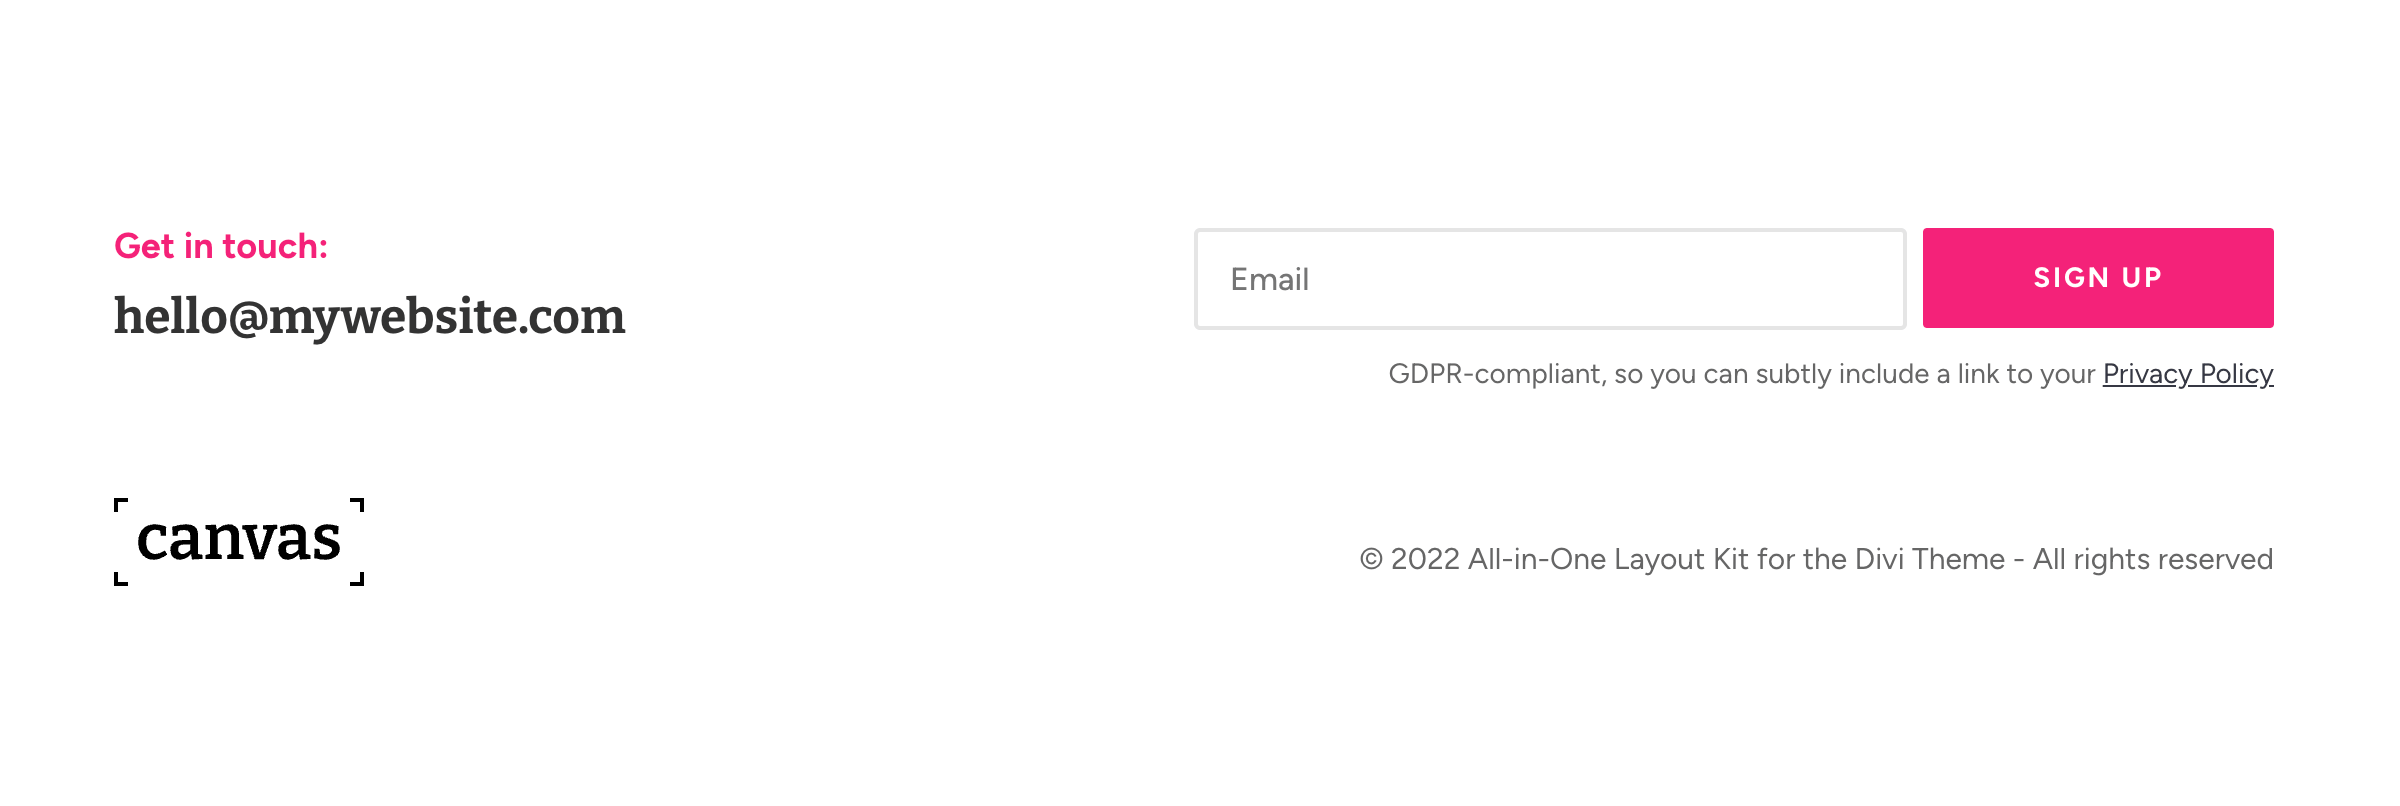 Get in touch:
hello@mywebsite.com
Email
SIGN UP
GDPR-compliant, so you can subtly include a link to your Privacy Policy
canvas
© 2022 All-in-One Layout Kit for the Divi Theme - All rights reserved